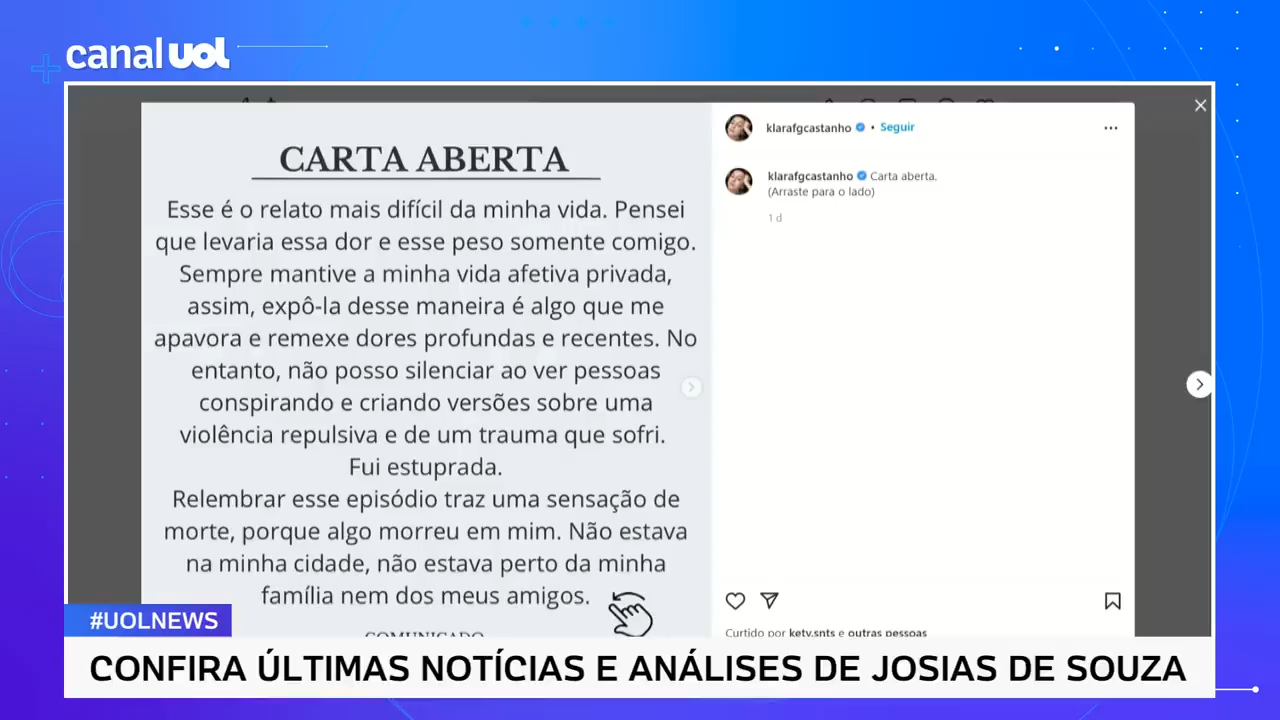 canal uol
CARTA ABERTA
Esse é o relato mais difícil da minha vida. Pensei
que levaria essa dor e esse peso somente comigo.
Sempre mantive a minha vida afetiva privada,
assim, expô-la desse maneira é algo que me
apavora e remexe dores profundas e recentes. No
entanto, não posso silenciar ao ver pessoas
conspirando e criando versões sobre uma
violência repulsiva e de um trauma que sofri.
Fui estuprada.
Relembrar esse episódio traz uma sensação de
morte, porque algo morreu em mim. Não estava
na minha cidade, não estava perto da minha
família nem dos meus amigos.
COMUNICADO
klarafgcastanho • Seguir
klarafgcastanho Carta aberta.
(Arraste para o lado)
1 d
Curtido por ketv.snts e outras pessoas
#UOLNEWS
CONFIRA ÚLTIMAS NOTÍCIAS E ANÁLISES DE JOSIAS DE SOUZA